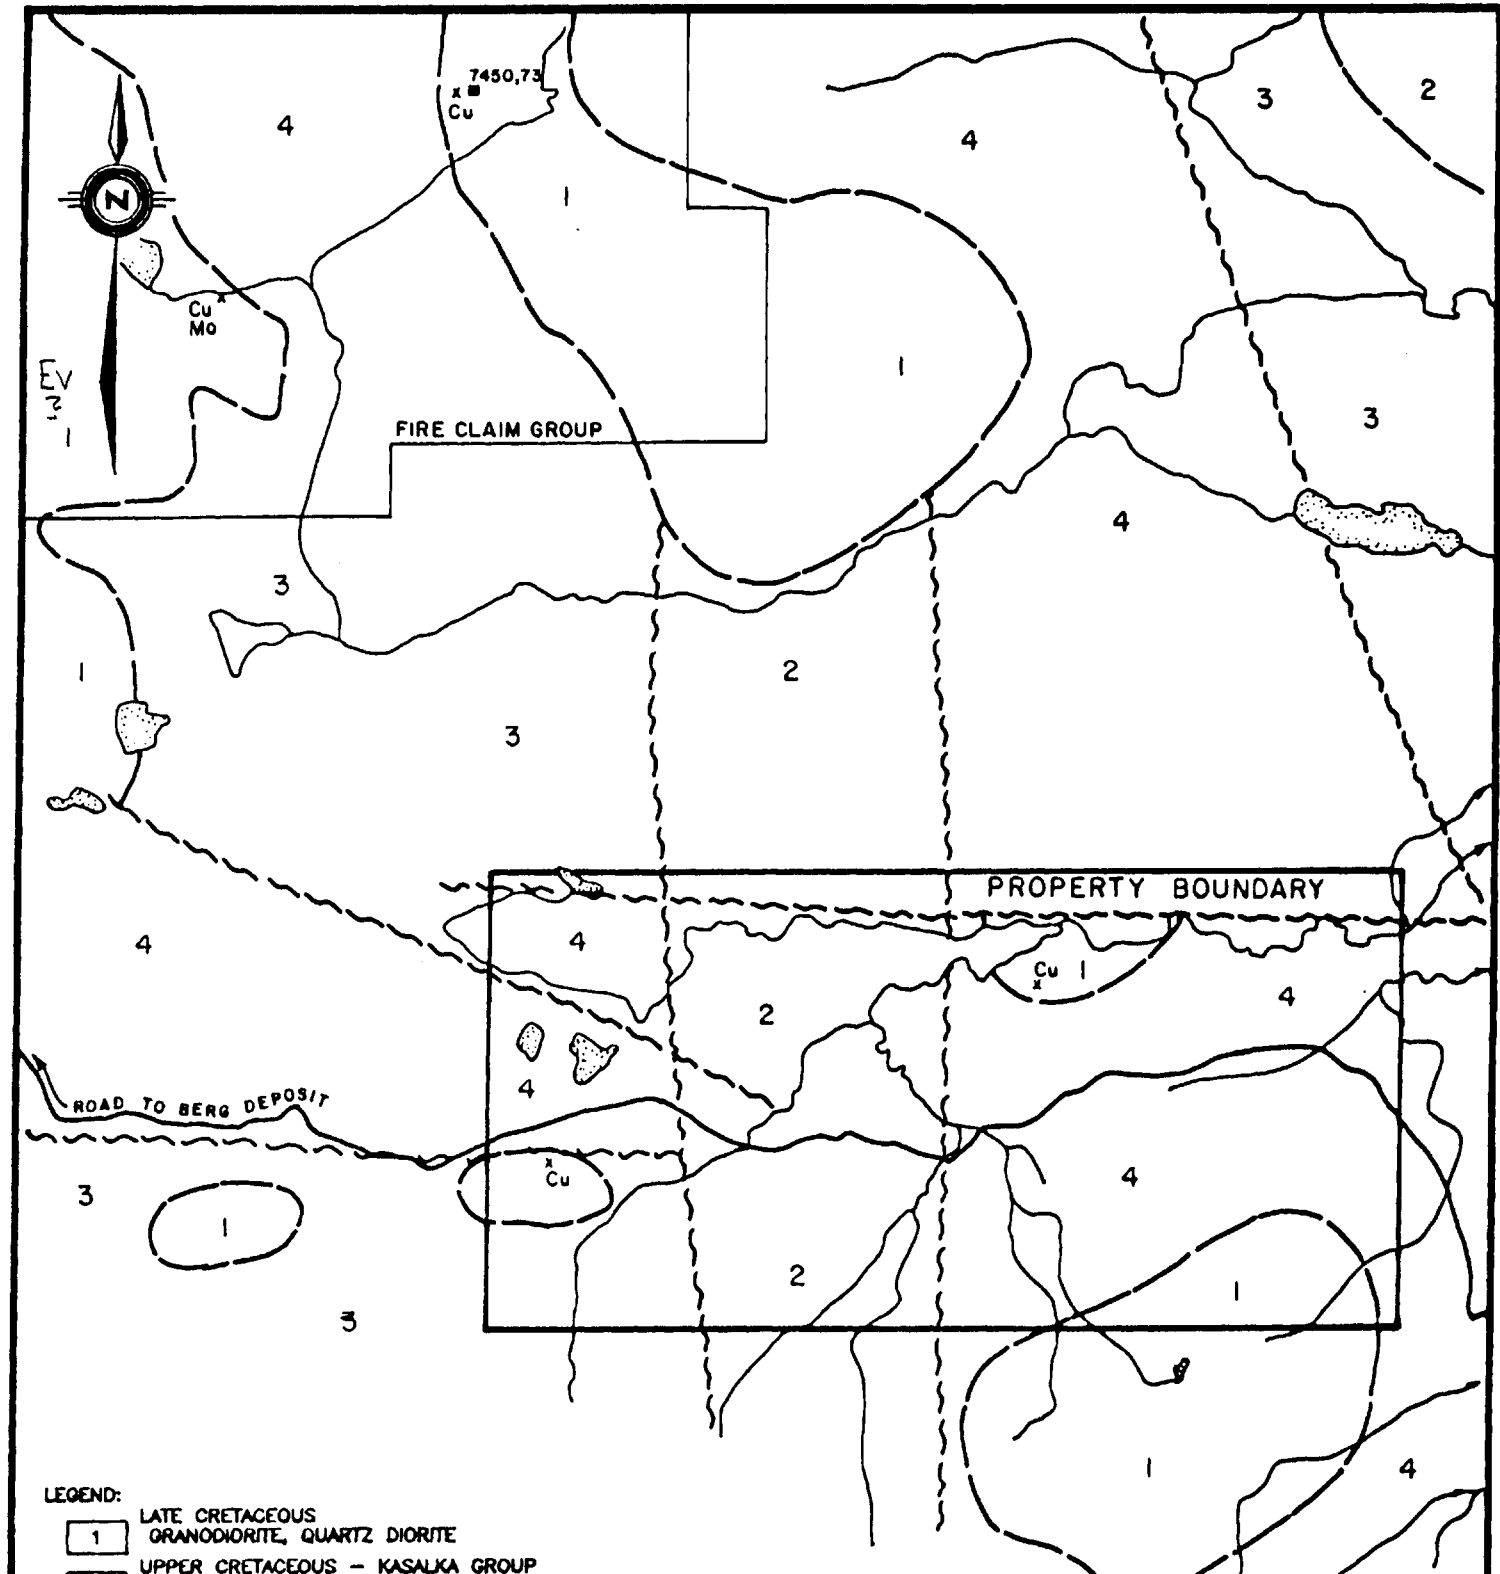 3
2
4
4
7450,73
x
Cu
1
N
Cu x
Mo
1
EV
?
1
3
FIRE CLAIM GROUP
4
3
1
2
3
PROPERTY BOUNDARY
4
4
Cu 1
x
4
2
4
ROAD TO BERG DEPOSIT
x
Cu
4
3
1
2
1
3
1
4
LEGEND:
LATE CRETACEOUS
1 GRANODIORITE, QUARTZ DIORITE
UPPER CRETACEOUS – KASALKA GROUP